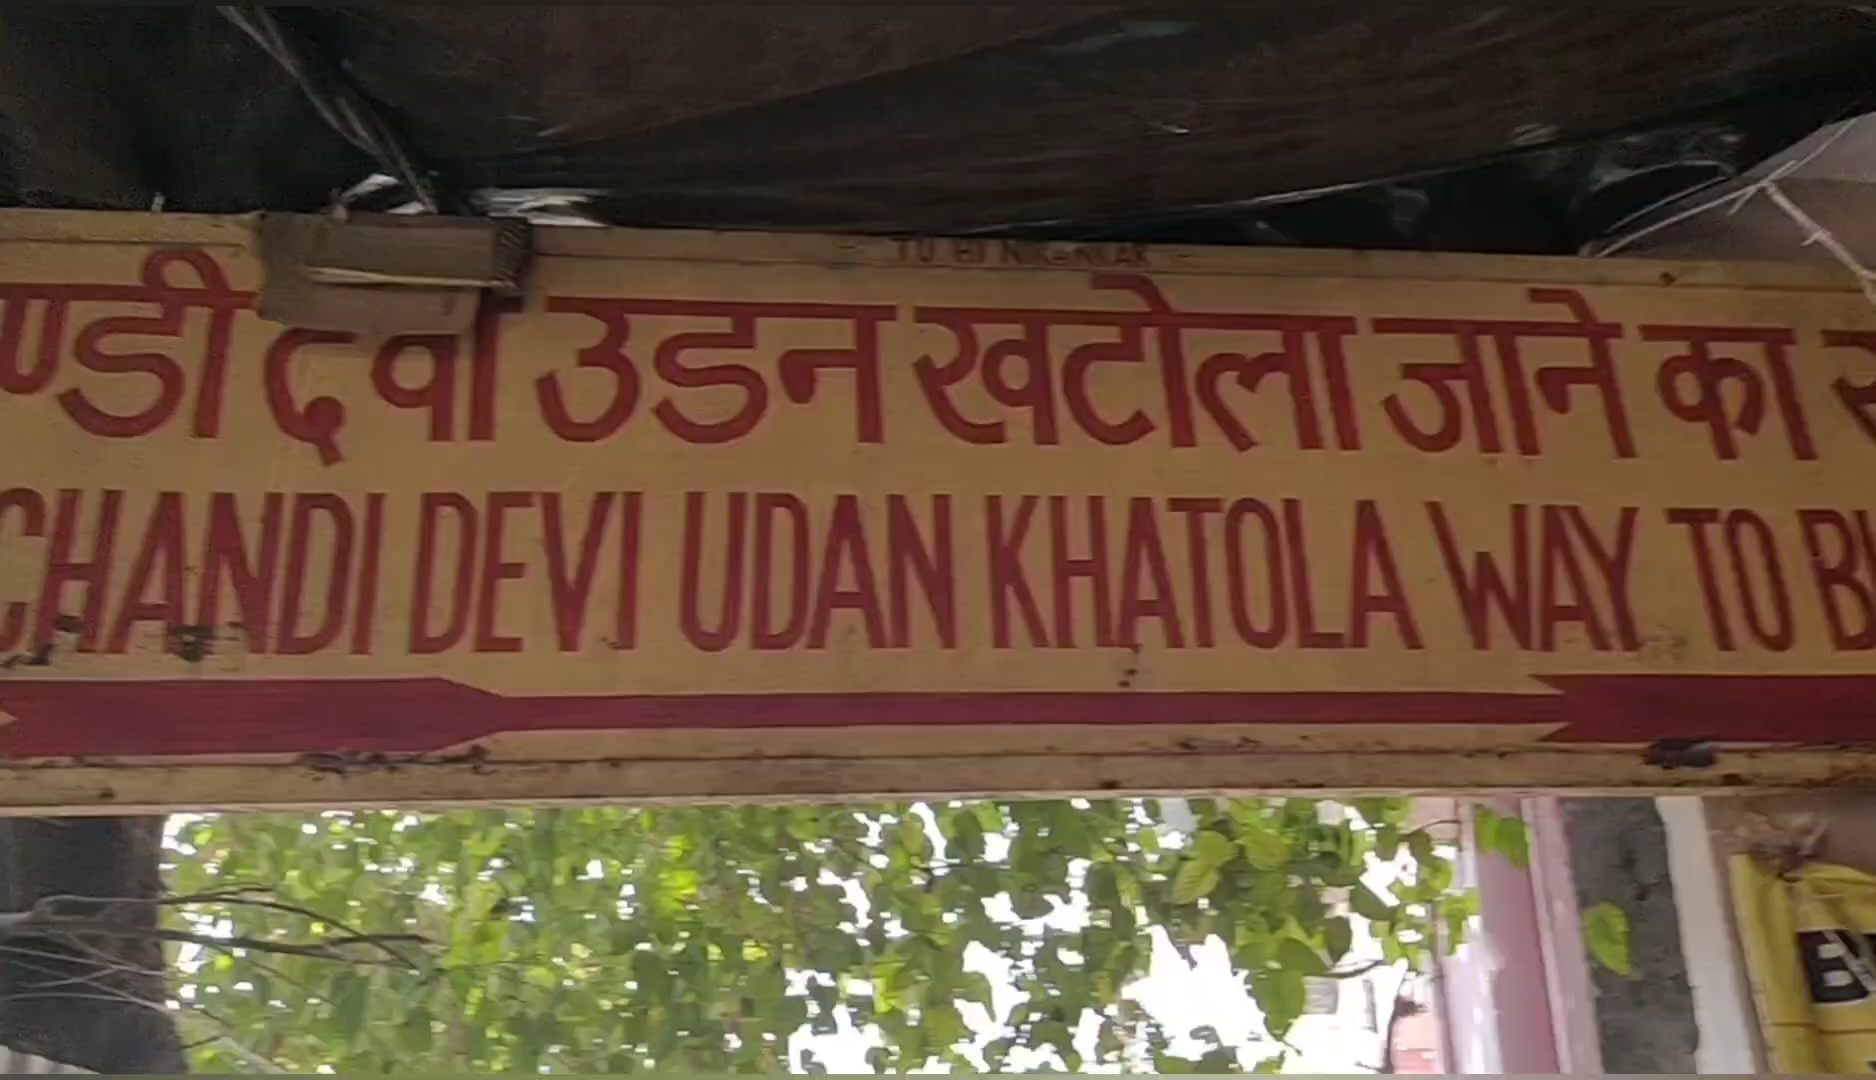 ण्डी देवी उडन खटोला जाने का
CHANDI DEVI UDAN KHATOLA WAY TO